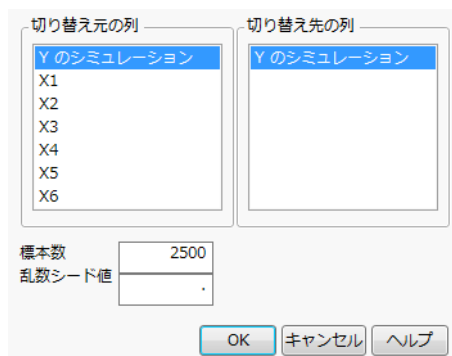 切り替え元の列
切り替え先の列
Y のシミュレーション
X1
X2
X3
X4
X5
X6
Y のシミュレーション
標本数 2500
乱数シード値 .
OK キャンセル ヘルプ